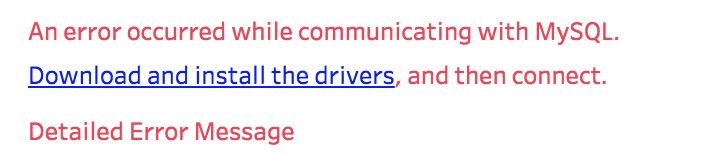 An error occurred while communicating with MySQL.
Download and install the drivers, and then connect.
Detailed Error Message